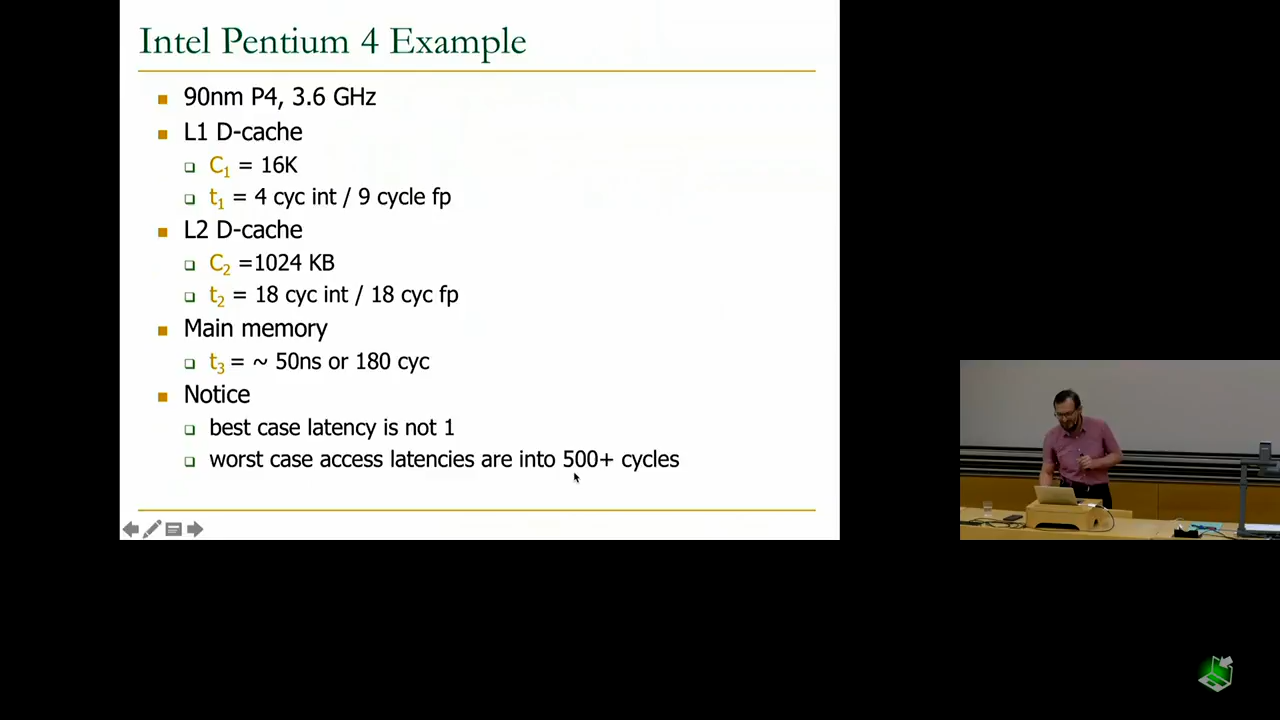 Intel Pentium 4 Example
90nm P4, 3.6 GHz
L1 D-cache
C1 = 16K
t1 = 4 cyc int / 9 cycle fp
L2 D-cache
C2 =1024 KB
t2 = 18 cyc int / 18 cyc fp
Main memory
t3 = ~ 50ns or 180 cyc
Notice
best case latency is not 1
worst case access latencies are into 500+ cycles